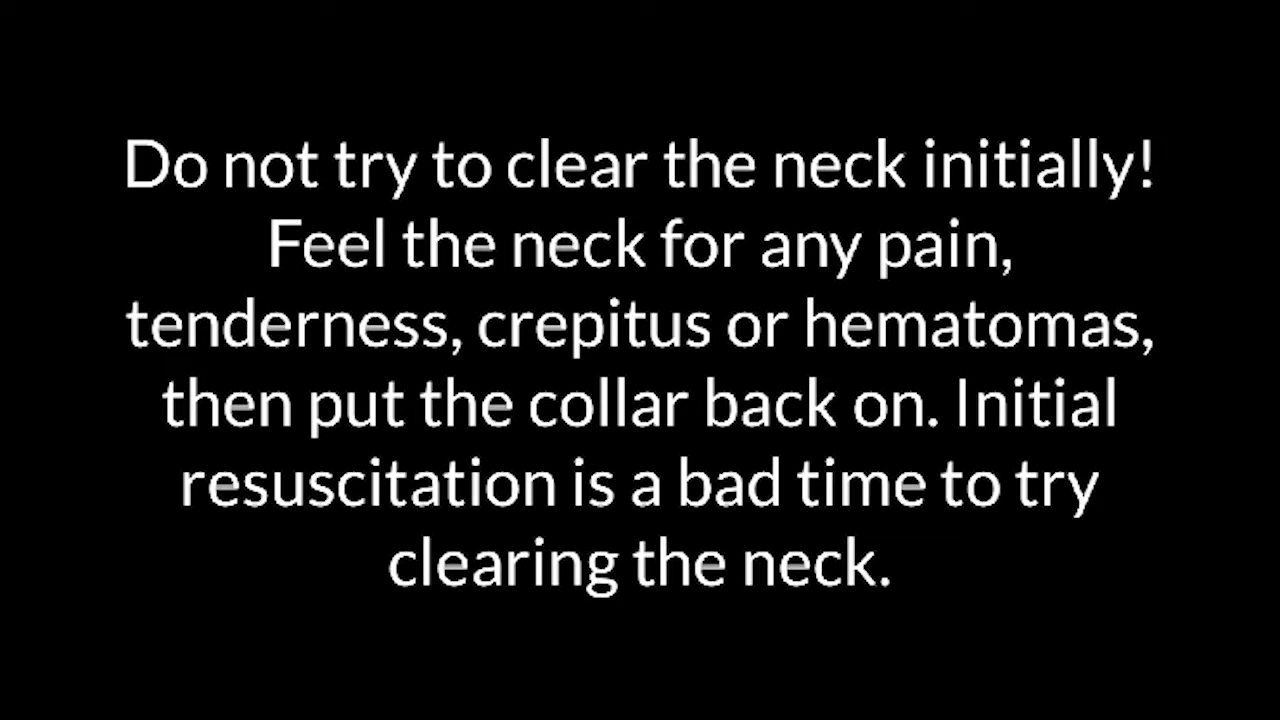 Do not try to clear the neck initially!
Feel the neck for any pain,
tenderness, crepitus or hematomas,
then put the collar back on. Initial
resuscitation is a bad time to try
clearing the neck.